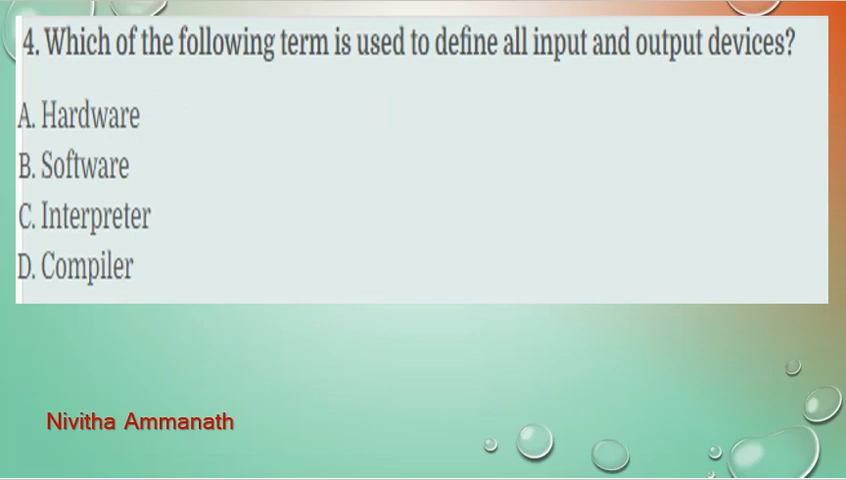 4. Which of the following term is used to define all input and output devices?
A. Hardware
B. Software
C. Interpreter
D. Compiler
Nivitha Ammanath